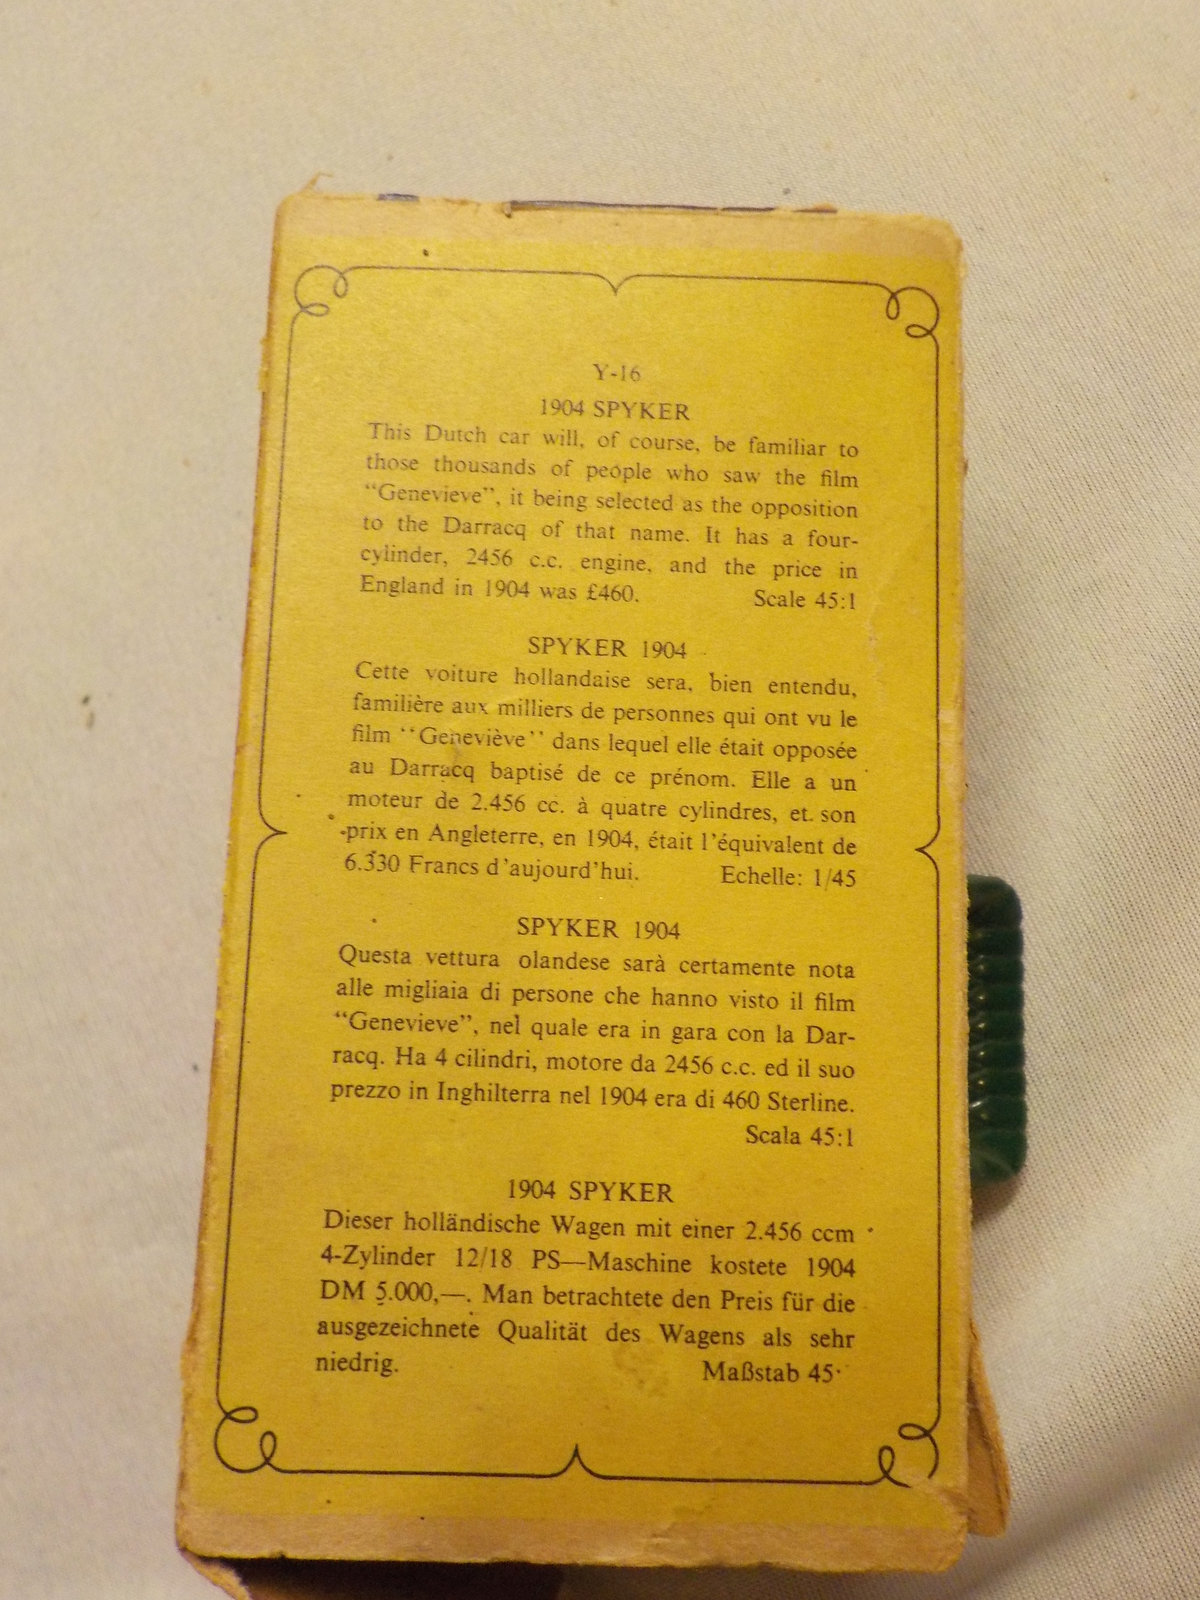 Y-16
1904 SPYKER
This Dutch car will, of course, be familiar to
those thousands of people who saw the film
“Genevieve”, it being selected as the opposition
to the Darracq of that name. It has a four-
cylinder, 2456 c.c. engine, and the price in
England in 1904 was £460. Scale 45:1
SPYKER 1904
Cette voiture hollandaise sera, bien entendu,
familière aux milliers de personnes qui ont vu le
film “Geneviève” dans lequel elle était opposée
au Darracq baptisé de ce prénom. Elle a un
moteur de 2.456 cc. à quatre cylindres, et son
prix en Angleterre, en 1904, était l’équivalent de
6.330 Francs d’aujourd’hui. Echelle: 1/45
SPYKER 1904
Questa vettura olandese sarà certamente nota
alle migliaia di persone che hanno visto il film
“Genevieve”, nel quale era in gara con la Dar-
racq. Ha 4 cilindri, motore da 2456 c.c. ed il suo
prezzo in Inghilterra nel 1904 era di 460 Sterline.
Scala 45:1
1904 SPYKER
Dieser holländische Wagen mit einer 2.456 ccm
4-Zylinder 12/18 PS—Maschine kostete 1904
DM 5.000,—. Man betrachtete den Preis für die
ausgezeichnete Qualität des Wagens als sehr
niedrig. Maßstab 45